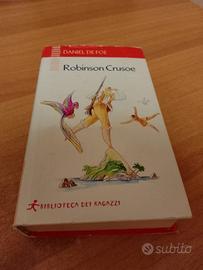 DANIEL DE FOE
Robinson Crusoe
BIBLIOTECA DEI RAGAZZI
subito